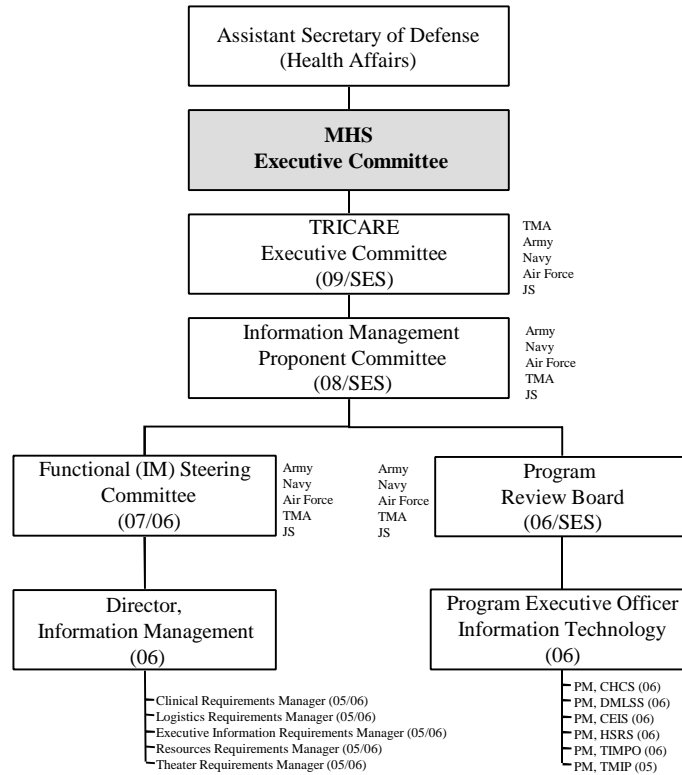 Assistant Secretary of Defense
(Health Affairs)
MHS
Executive Committee
TRICARE
Executive Committee
(09/SES)
TMA
Army
Navy
Air Force
JS
Information Management
Proponent Committee
(08/SES)
Army
Navy
Air Force
TMA
JS
Functional (IM) Steering
Committee
(07/06)
Army
Navy
Air Force
TMA
JS
Army
Navy
Air Force
TMA
JS
Program
Review Board
(06/SES)
Director,
Information Management
(06)
Clinical Requirements Manager (05/06)
Logistics Requirements Manager (05/06)
Executive Information Requirements Manager (05/06)
Resources Requirements Manager (05/06)
Theater Requirements Manager (05/06)
Program Executive Officer
Information Technology
(06)
PM, CHCS (06)
PM, DMLSS (06)
PM, CEIS (06)
PM, HSRS (06)
PM, TIMPO (06)
PM, TMIP (05)